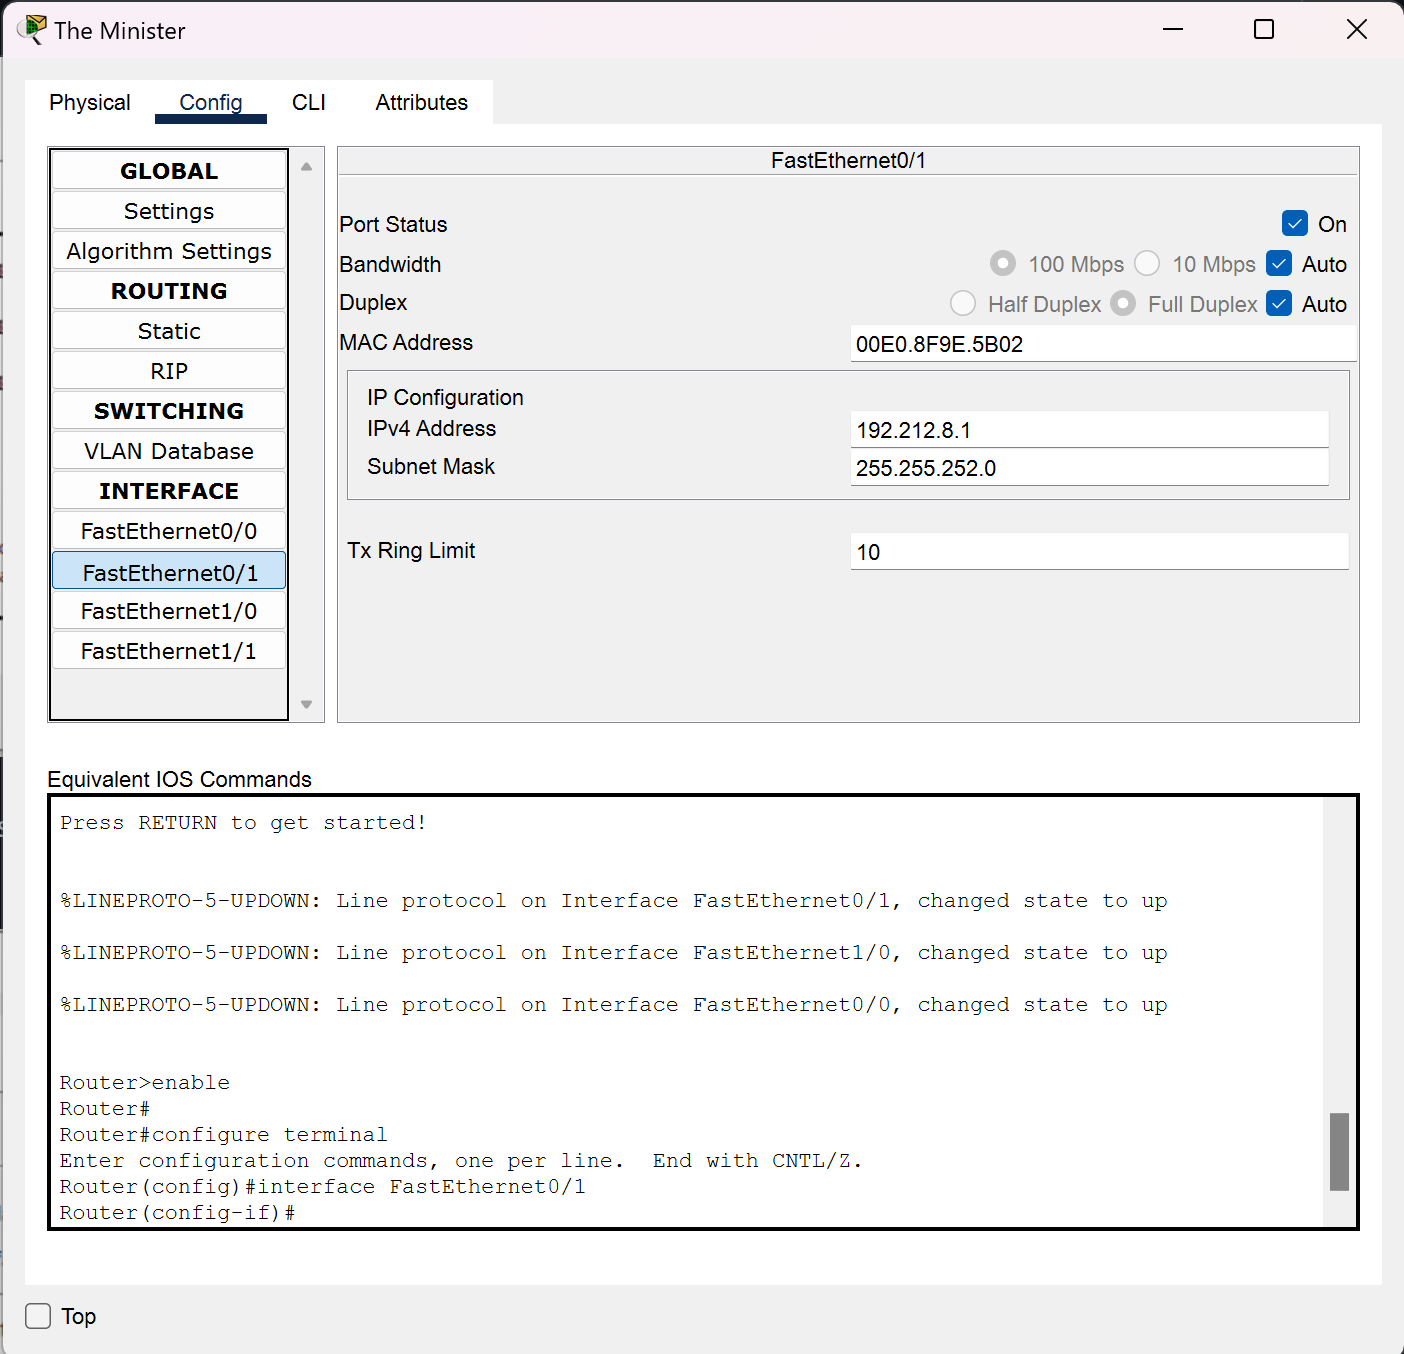 The Minister
Physical Config CLI Attributes
GLOBAL
Settings
Algorithm Settings
ROUTING
Static
RIP
SWITCHING
VLAN Database
INTERFACE
FastEthernet0/0
FastEthernet0/1
FastEthernet1/0
FastEthernet1/1
FastEthernet0/1
Port Status On
Bandwidth 100 Mbps 10 Mbps Auto
Duplex Half Duplex Full Duplex Auto
MAC Address 00E0.8F9E.5B02
IP Configuration
IPv4 Address 192.212.8.1
Subnet Mask 255.255.252.0
Tx Ring Limit 10
Equivalent IOS Commands
Press RETURN to get started!
%LINEPROTO-5-UPDOWN: Line protocol on Interface FastEthernet0/1, changed state to up
%LINEPROTO-5-UPDOWN: Line protocol on Interface FastEthernet1/0, changed state to up
%LINEPROTO-5-UPDOWN: Line protocol on Interface FastEthernet0/0, changed state to up
Router>enable
Router#
Router#configure terminal
Enter configuration commands, one per line.  End with CNTL/Z.
Router(config)#interface FastEthernet0/1
Router(config-if)#
Top